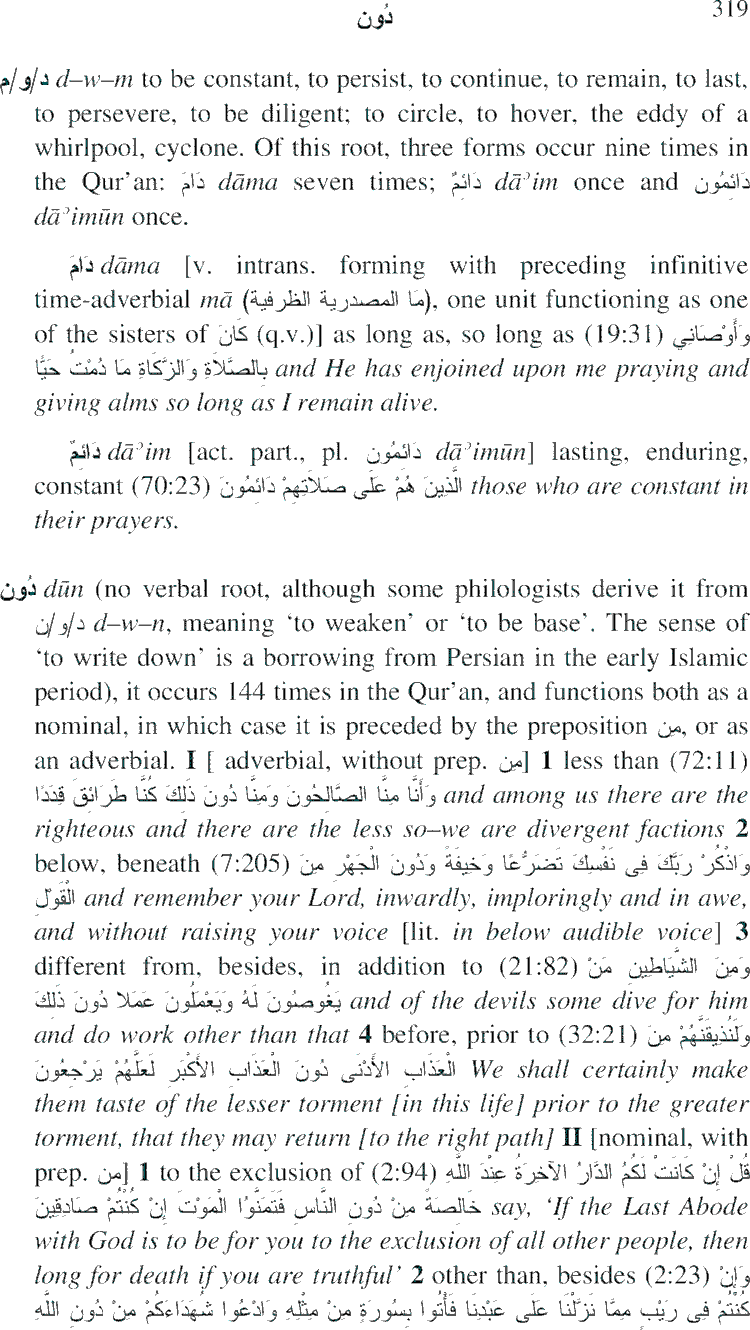 دُون 319
د/و/م d–w–m to be constant, to persist, to continue, to remain, to last,
to persevere, to be diligent; to circle, to hover, the eddy of a
whirlpool, cyclone. Of this root, three forms occur nine times in
the Qur’an: دَامَ dāma seven times; دَائِمٌ dāʾim once and دَائِمُون
dāʾimūn once.
دَامَ dāma [v. intrans. forming with preceding infinitive
time-adverbial mā (مَا المصدرية الظرفية), one unit functioning as one
of the sisters of كَانَ (q.v.)] as long as, so long as (19:31) وَأَوْصَانِي
بِالصَّلاَةِ وَالزَّكَاةِ مَا دُمْتُ حَيًّا and He has enjoined upon me praying and
giving alms so long as I remain alive.
دَائِمٌ dāʾim [act. part., pl. دَائِمُون dāʾimūn] lasting, enduring,
constant (70:23) الَّذِينَ هُمْ عَلَى صَلاَتِهِمْ دَائِمُونَ those who are constant in
their prayers.
دُون dūn (no verbal root, although some philologists derive it from
د/و/ن d–w–n, meaning ‘to weaken’ or ‘to be base’. The sense of
‘to write down’ is a borrowing from Persian in the early Islamic
period), it occurs 144 times in the Qur’an, and functions both as a
nominal, in which case it is preceded by the preposition مِن, or as
an adverbial. I [ adverbial, without prep. مِن] 1 less than (72:11)
وَأَنَّا مِنَّا الصَّالِحُونَ وَمِنَّا دُونَ ذَلِكَ كُنَّا طَرَائِقَ قِدَدًا and among us there are the
righteous and there are the less so–we are divergent factions 2
below, beneath (7:205) وَاذْكُرْ رَبَّكَ فِى نَفْسِكَ تَضَرُّعًا وَخِيفَةً وَدُونَ الْجَهْرِ مِنَ
الْقَوْلِ and remember your Lord, inwardly, imploringly and in awe,
and without raising your voice [lit. in below audible voice] 3
different from, besides, in addition to (21:82) وَمِنَ الشَّيَاطِينِ مَنْ
يَغُوصُونَ لَهُ وَيَعْمَلُونَ عَمَلا دُونَ ذَلِكَ and of the devils some dive for him
and do work other than that 4 before, prior to (32:21) وَلَنُذِيقَنَّهُمْ مِنَ
الْعَذَابِ الأَدْنَى دُونَ الْعَذَابِ الأَكْبَرِ لَعَلَّهُمْ يَرْجِعُونَ We shall certainly make
them taste of the lesser torment [in this life] prior to the greater
torment, that they may return [to the right path] II [nominal, with
prep. مِن] 1 to the exclusion of (2:94) قُلْ إِنْ كَانَتْ لَكُمُ الدَّارُ الآخِرَةُ عِنْدَ اللَّهِ
خَالِصَةً مِنْ دُونِ النَّاسِ فَتَمَنَّوُا الْمَوْتَ إِنْ كُنْتُمْ صَادِقِينَ say, ‘If the Last Abode
with God is to be for you to the exclusion of all other people, then
long for death if you are truthful’ 2 other than, besides (2:23) وَإِنْ
كُنْتُمْ فِى رَيْبٍ مِمَّا نَزَّلْنَا عَلَى عَبْدِنَا فَأْتُوا بِسُورَةٍ مِنْ مِثْلِهِ وَادْعُوا شُهَدَاءَكُمْ مِنْ دُونِ اللَّهِ